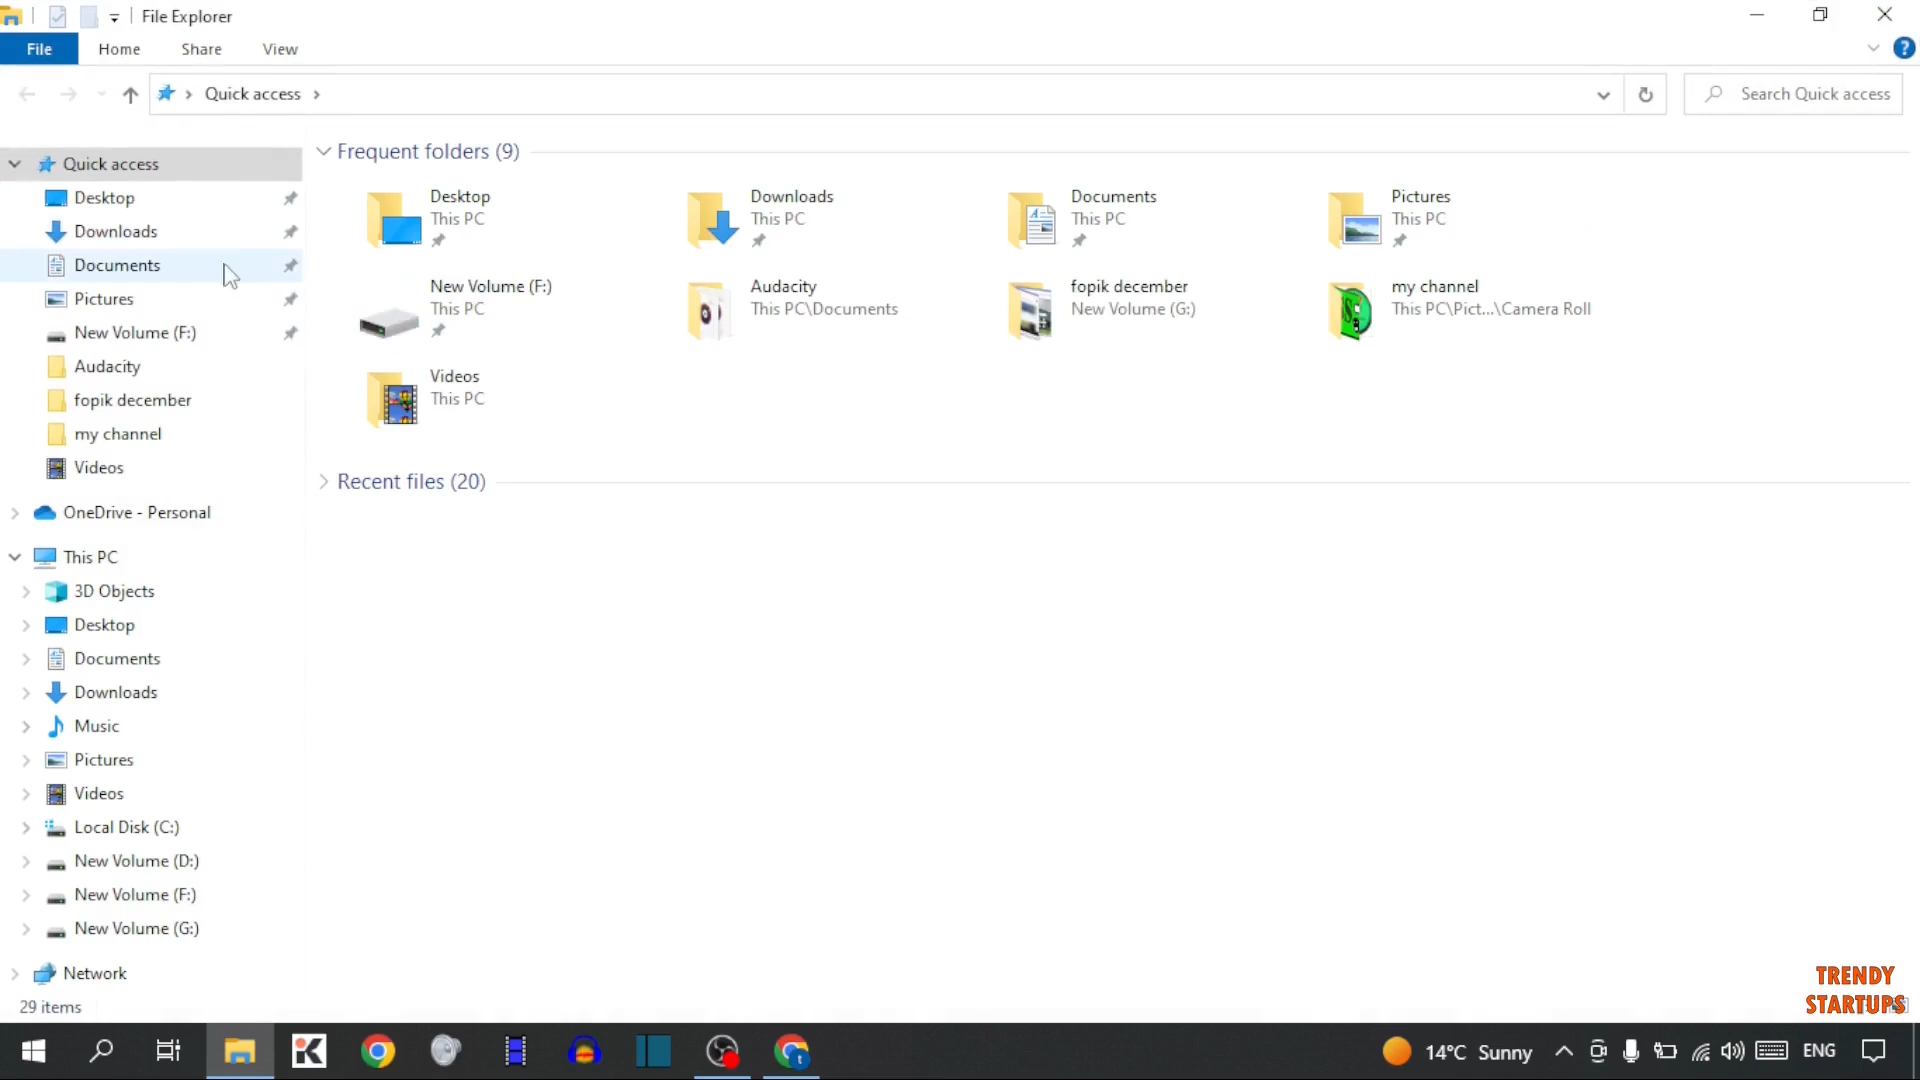 File Explorer
File Home Share View
Quick access
Search Quick access
Quick access
Desktop
Downloads
Documents
Pictures
New Volume (F:)
Audacity
fopik december
my channel
Videos
OneDrive - Personal
This PC
3D Objects
Desktop
Documents
Downloads
Music
Pictures
Videos
Local Disk (C:)
New Volume (D:)
New Volume (F:)
New Volume (G:)
Network
29 items
Frequent folders (9)
Desktop
This PC
Downloads
This PC
Documents
This PC
Pictures
This PC
New Volume (F:)
This PC
Audacity
This PC\Documents
fopik december
New Volume (G:)
my channel
This PC\Pict...\Camera Roll
Videos
This PC
Recent files (20)
TRENDY
STARTUPS
14°C Sunny
ENG